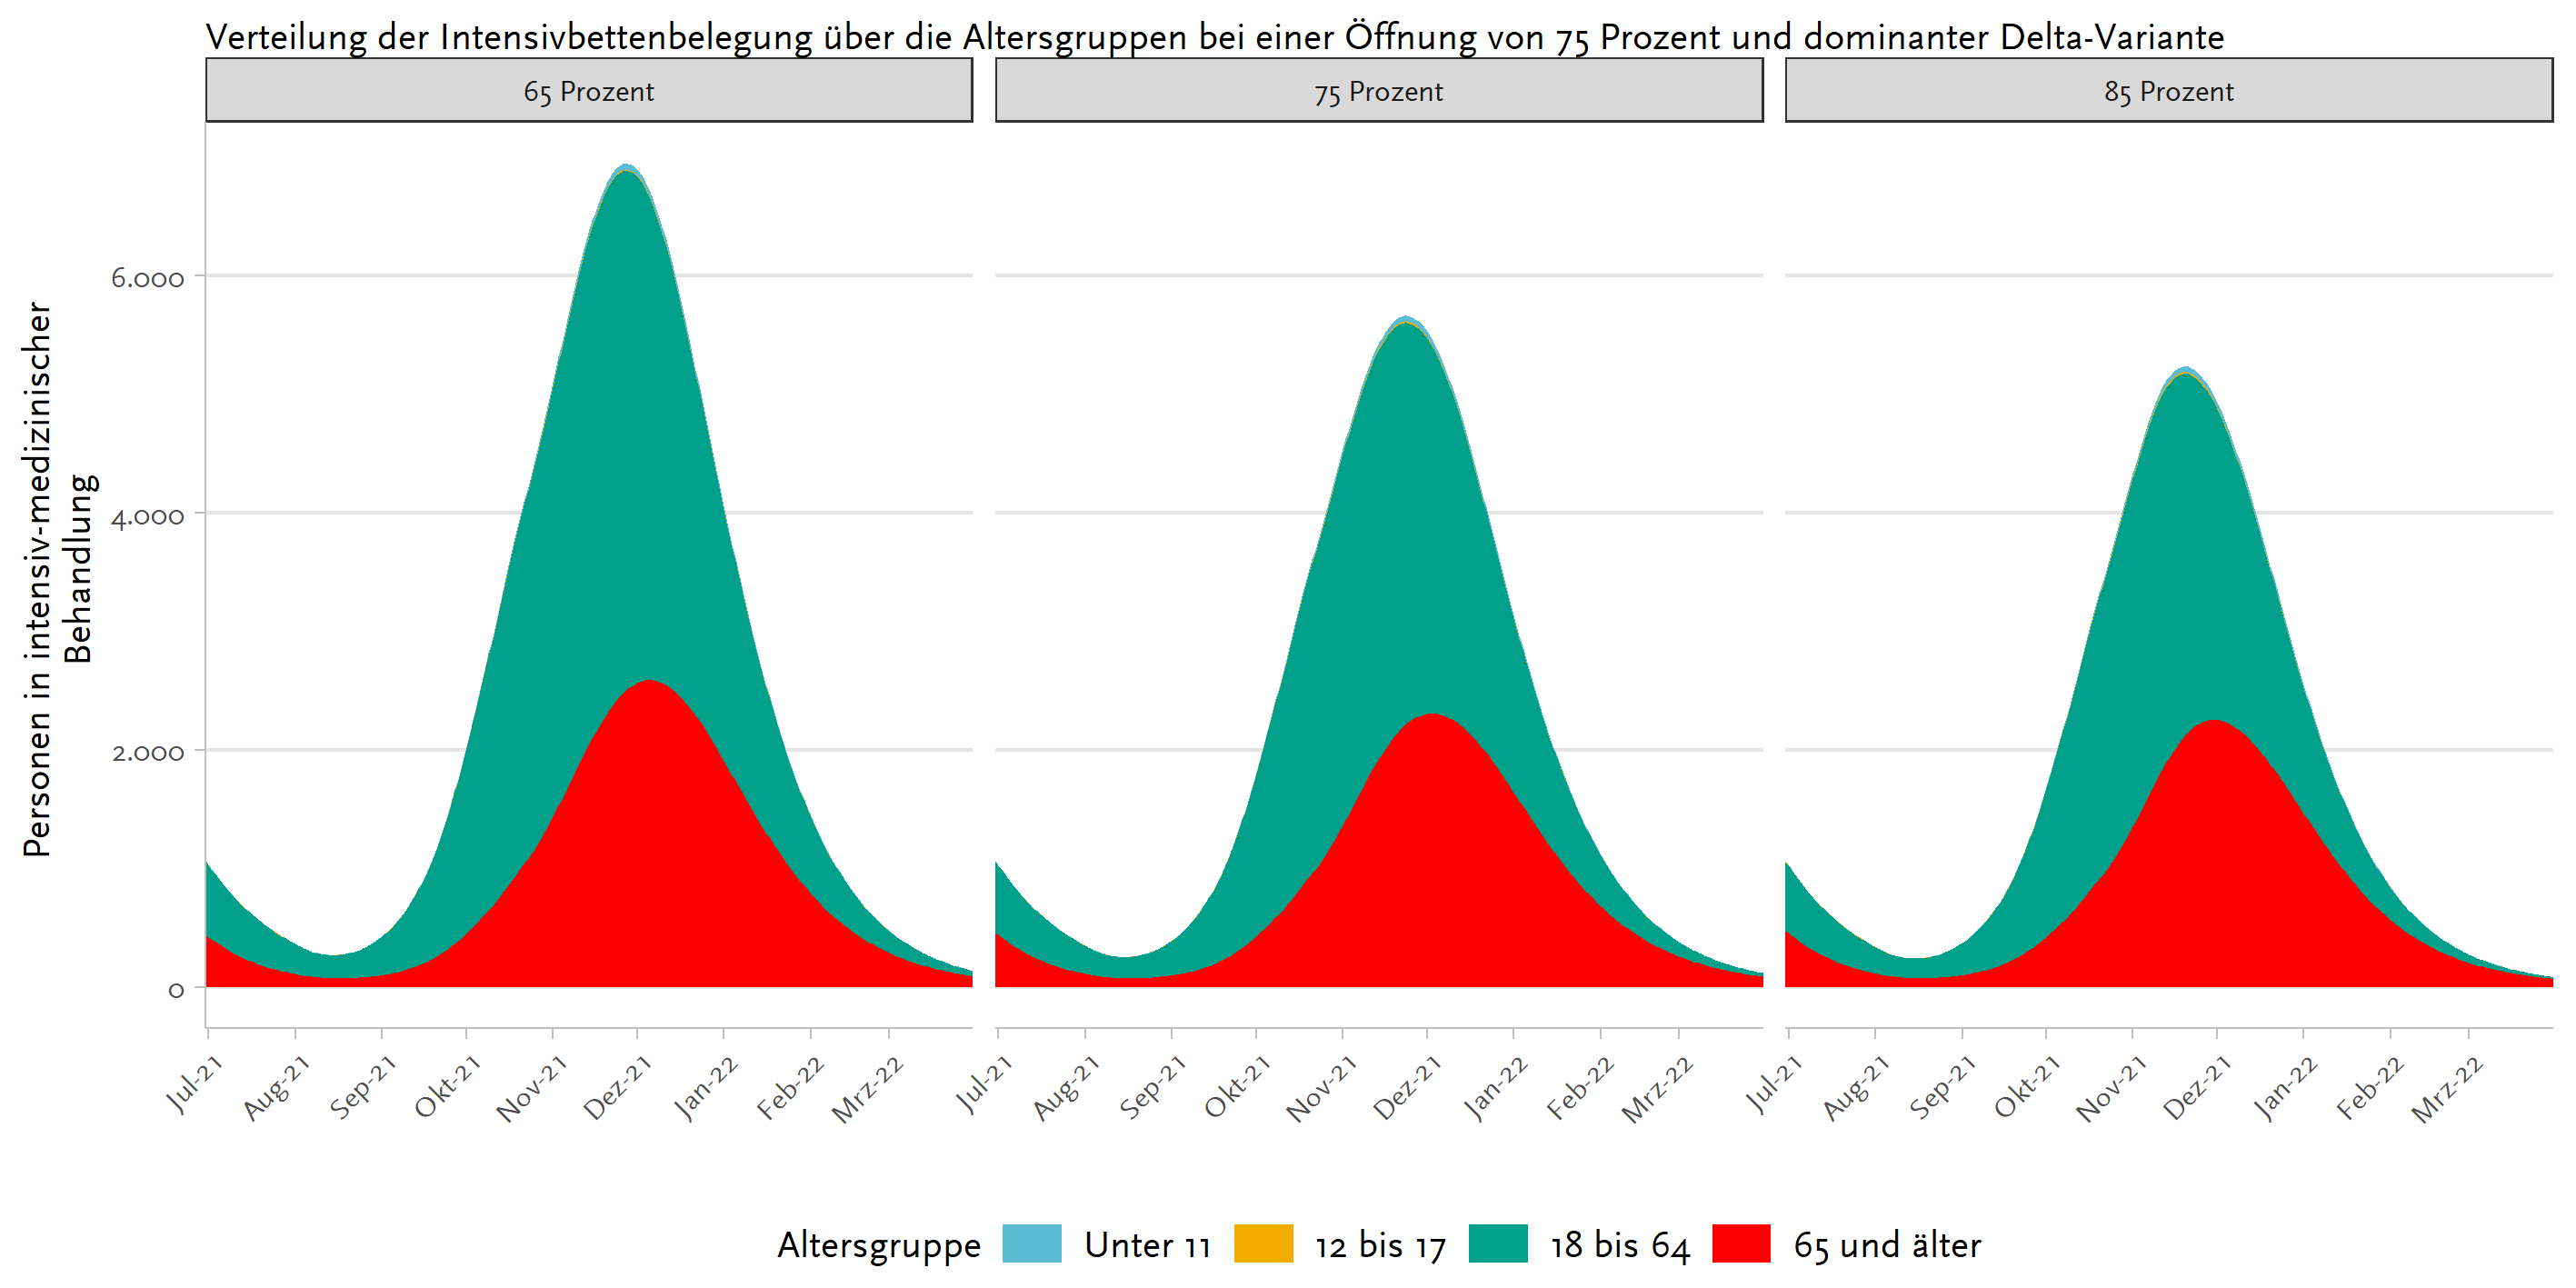 Verteilung der Intensivbettenbelegung über die Altersgruppen bei einer Öffnung von 75 Prozent und dominanter Delta-Variante
65 Prozent
75 Prozent
85 Prozent
Personen in intensiv-medizinischer
Behandlung
6.000
4.000
2.000
0
Jul-21 Aug-21 Sep-21 Okt-21 Nov-21 Dez-21 Jan-22 Feb-22 Mrz-22
Jul-21 Aug-21 Sep-21 Okt-21 Nov-21 Dez-21 Jan-22 Feb-22 Mrz-22
Jul-21 Aug-21 Sep-21 Okt-21 Nov-21 Dez-21 Jan-22 Feb-22 Mrz-22
Altersgruppe Unter 11 12 bis 17 18 bis 64 65 und älter